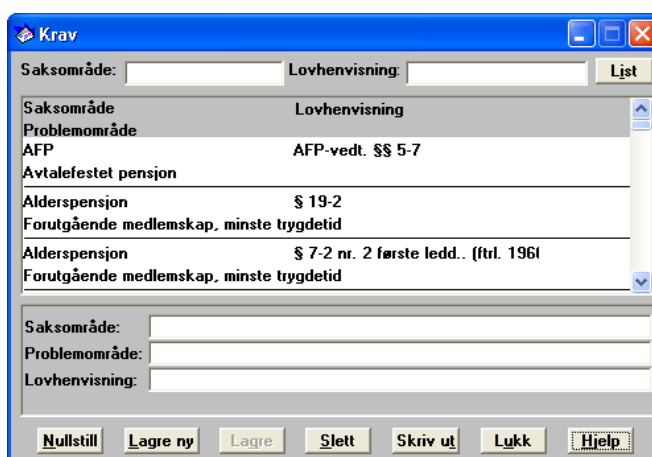 Krav
Saksområde: Lovhenvisning: List
Saksområde Lovhenvisning
Problemområde
AFP AFP-vedt. §§ 5-7
Avtalefestet pensjon
Alderspensjon § 19-2
Forutgående medlemskap, minste trygdetid
Alderspensjon § 7-2 nr. 2 første ledd.. (ftrl. 196
Forutgående medlemskap, minste trygdetid
Saksområde:
Problemområde:
Lovhenvisning:
Nullstill Lagre ny Lagre Slett Skriv ut Lukk Hjelp